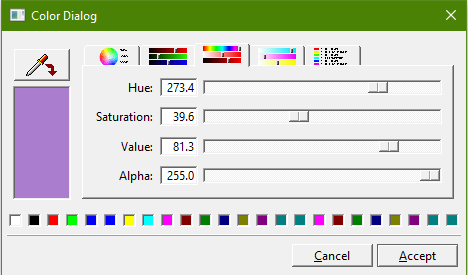 Color Dialog
Hue: 273.4
Saturation: 39.6
Value: 81.3
Alpha: 255.0
Cancel Accept